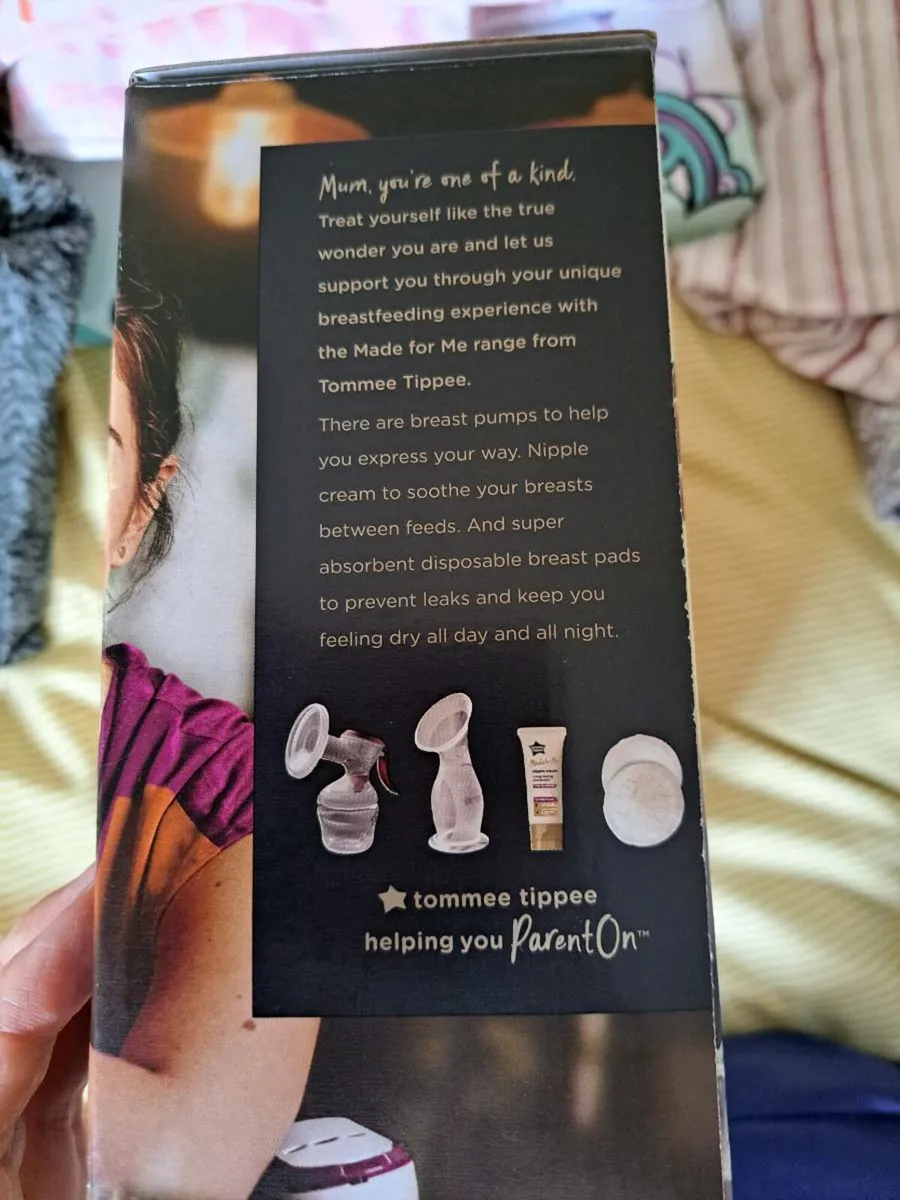 Mum, you're one of a kind.
Treat yourself like the true
wonder you are and let us
support you through your unique
breastfeeding experience with
the Made for Me range from
Tommee Tippee.
There are breast pumps to help
you express your way. Nipple
cream to soothe your breasts
between feeds. And super
absorbent disposable breast pads
to prevent leaks and keep you
feeling dry all day and all night.
Made for Me
tommee tippee
helping you ParentOn™